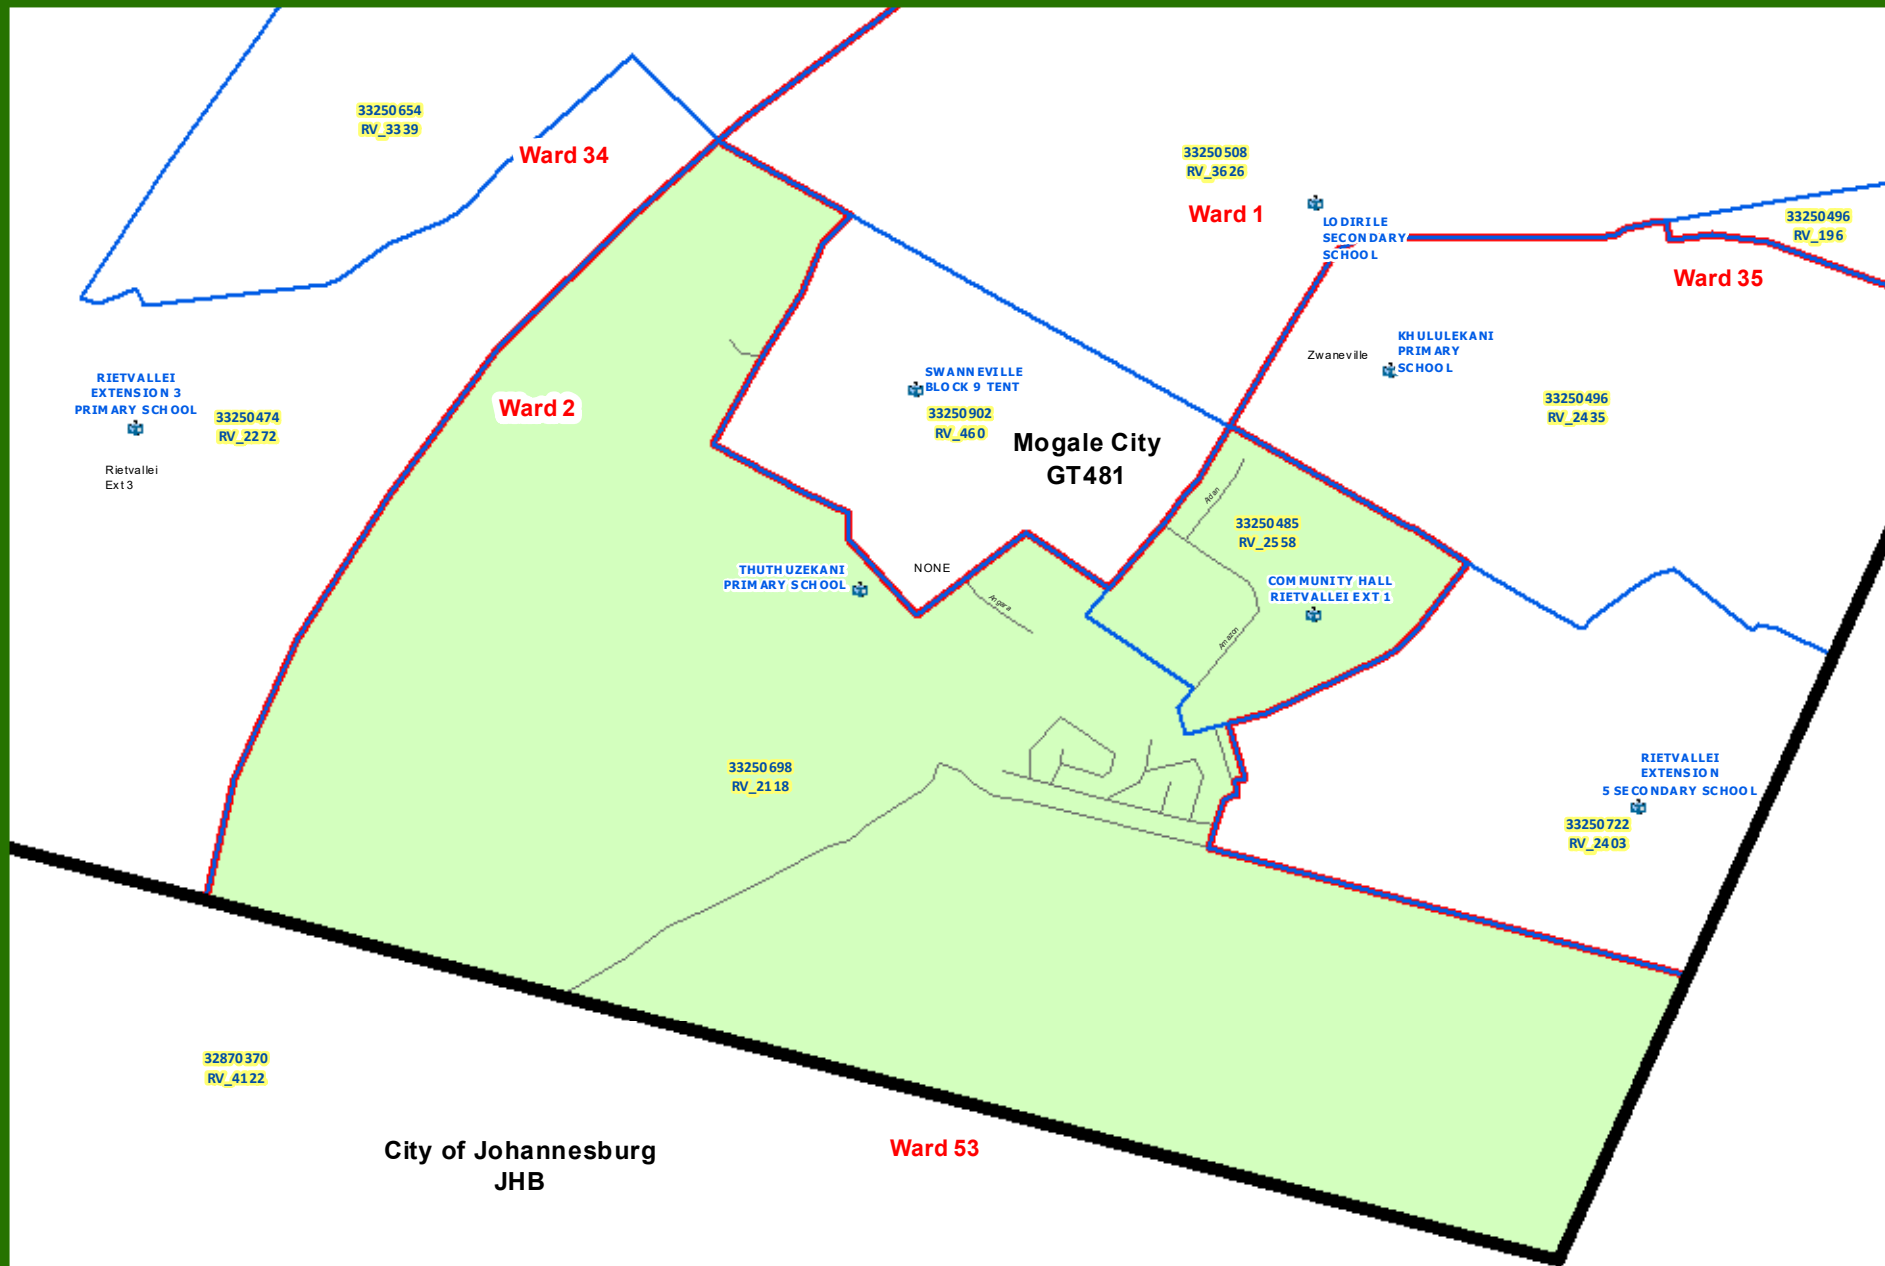 33250654
RV_3339
Ward 34
33250508
RV_3626
Ward 1
LODIRILE
SECONDARY
SCHOOL
33250496
RV_196
Ward 35
KHULULEKANI
PRIMARY
SCHOOL
Zwaneville
33250496
RV_2435
RIETVALLEI
EXTENSION 3
PRIMARY SCHOOL
33250474
RV_2272
Rietvallei
Ext 3
Ward 2
SWANNEVILLE
BLOCK 9 TENT
33250902
RV_460
Mogale City
GT481
Adan
33250485
RV_2558
COMMUNITY HALL
RIETVALLEI EXT 1
THUTHUZEKANI
PRIMARY SCHOOL
NONE
Angara
Amazon
33250698
RV_2118
RIETVALLEI
EXTENSION
5 SECONDARY SCHOOL
33250722
RV_2403
32870370
RV_4122
City of Johannesburg
JHB
Ward 53